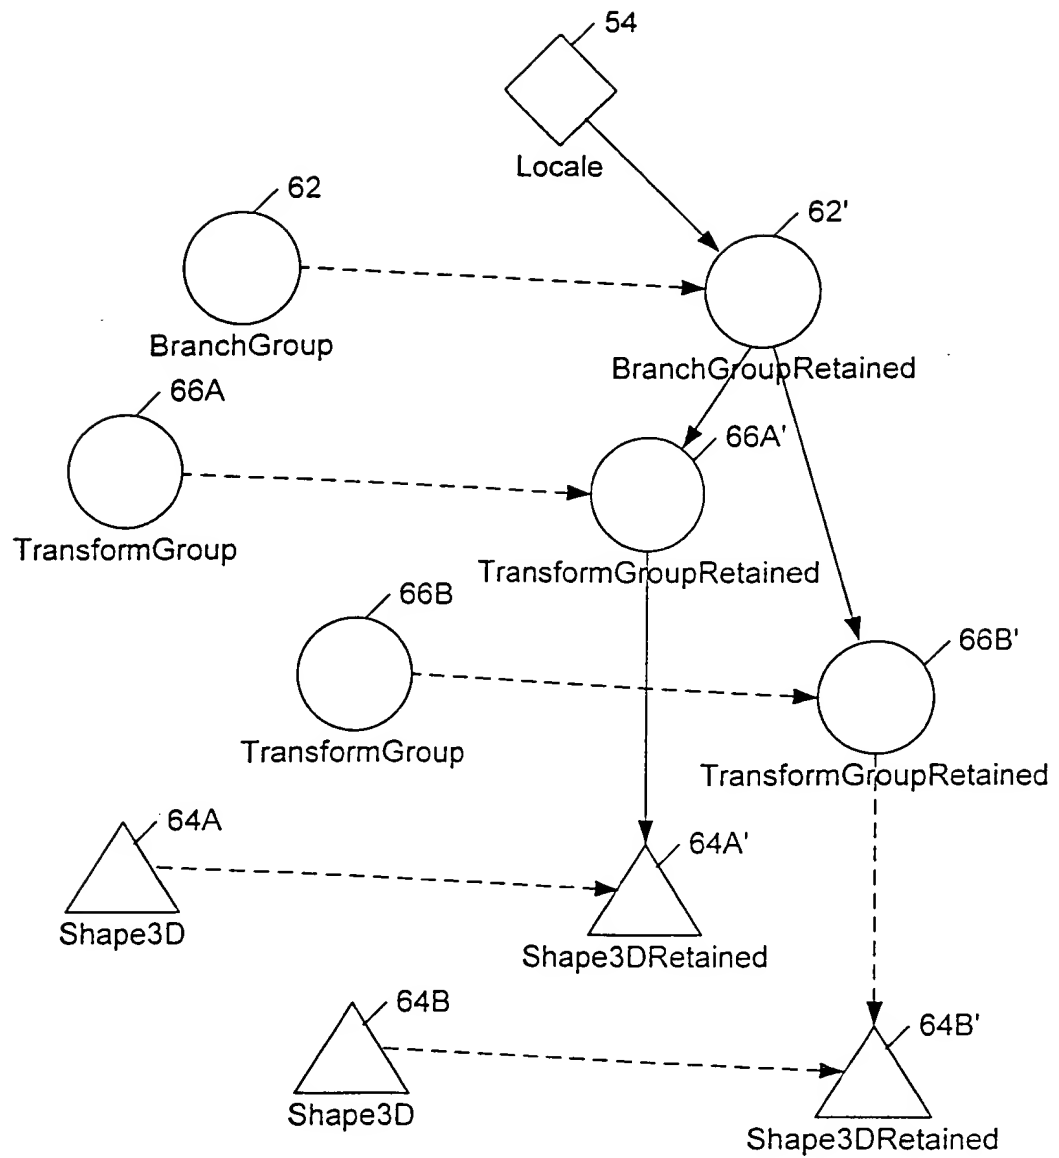 54
Locale
62
62'
BranchGroup
BranchGroupRetained
66A
66A'
TransformGroup
TransformGroupRetained
66B
66B'
TransformGroup
TransformGroupRetained
64A
64A'
Shape3D
Shape3DRetained
64B
64B'
Shape3D
Shape3DRetained